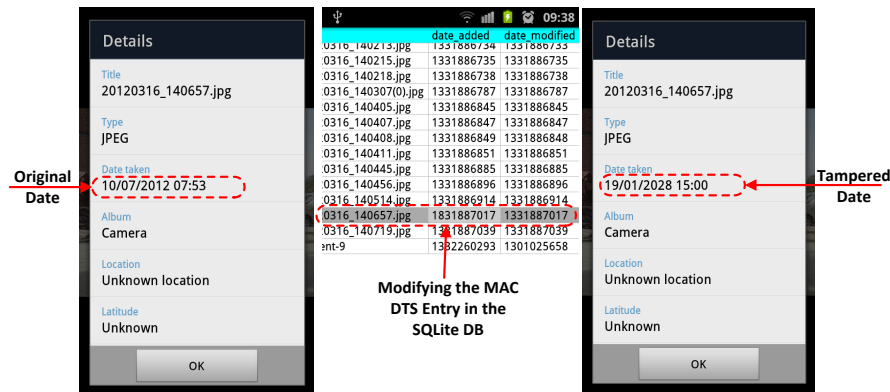 Details
Title
20120316_140657.jpg
Type
JPEG
Date taken
10/07/2012 07:53
Album
Camera
Location
Unknown location
Latitude
Unknown
OK
Original
Date
09:38
date_added date_modified
:0316_140213.jpg 1331886734 1331886733
:0316_140215.jpg 1331886735 1331886735
:0316_140218.jpg 1331886738 1331886738
:0316_140307(0).jpg 1331886787 1331886787
:0316_140405.jpg 1331886845 1331886845
:0316_140407.jpg 1331886847 1331886847
:0316_140408.jpg 1331886849 1331886848
:0316_140411.jpg 1331886851 1331886851
:0316_140445.jpg 1331886885 1331886885
:0316_140456.jpg 1331886896 1331886896
:0316_140514.jpg 1331886914 1331886914
:0316_140657.jpg 1831887017 1331887017
:0316_140719.jpg 1331887039 1331887039
ent-9 1332260293 1301025658
Modifying the MAC
DTS Entry in the
SQLite DB
Details
Title
20120316_140657.jpg
Type
JPEG
Date taken
19/01/2028 15:00
Album
Camera
Location
Unknown location
Latitude
Unknown
OK
Tampered
Date